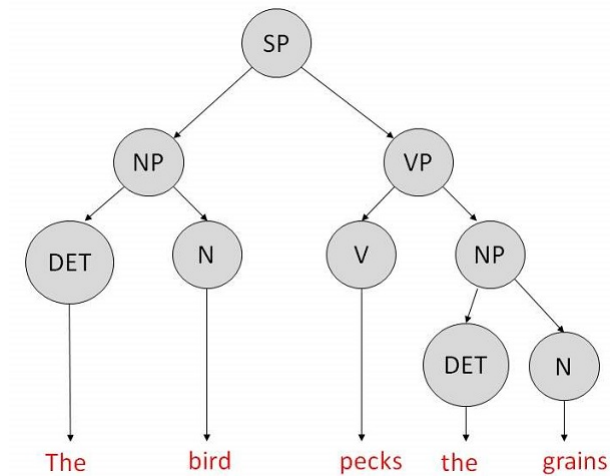 SP
NP VP
DET N V NP
DET N
The bird pecks the grains